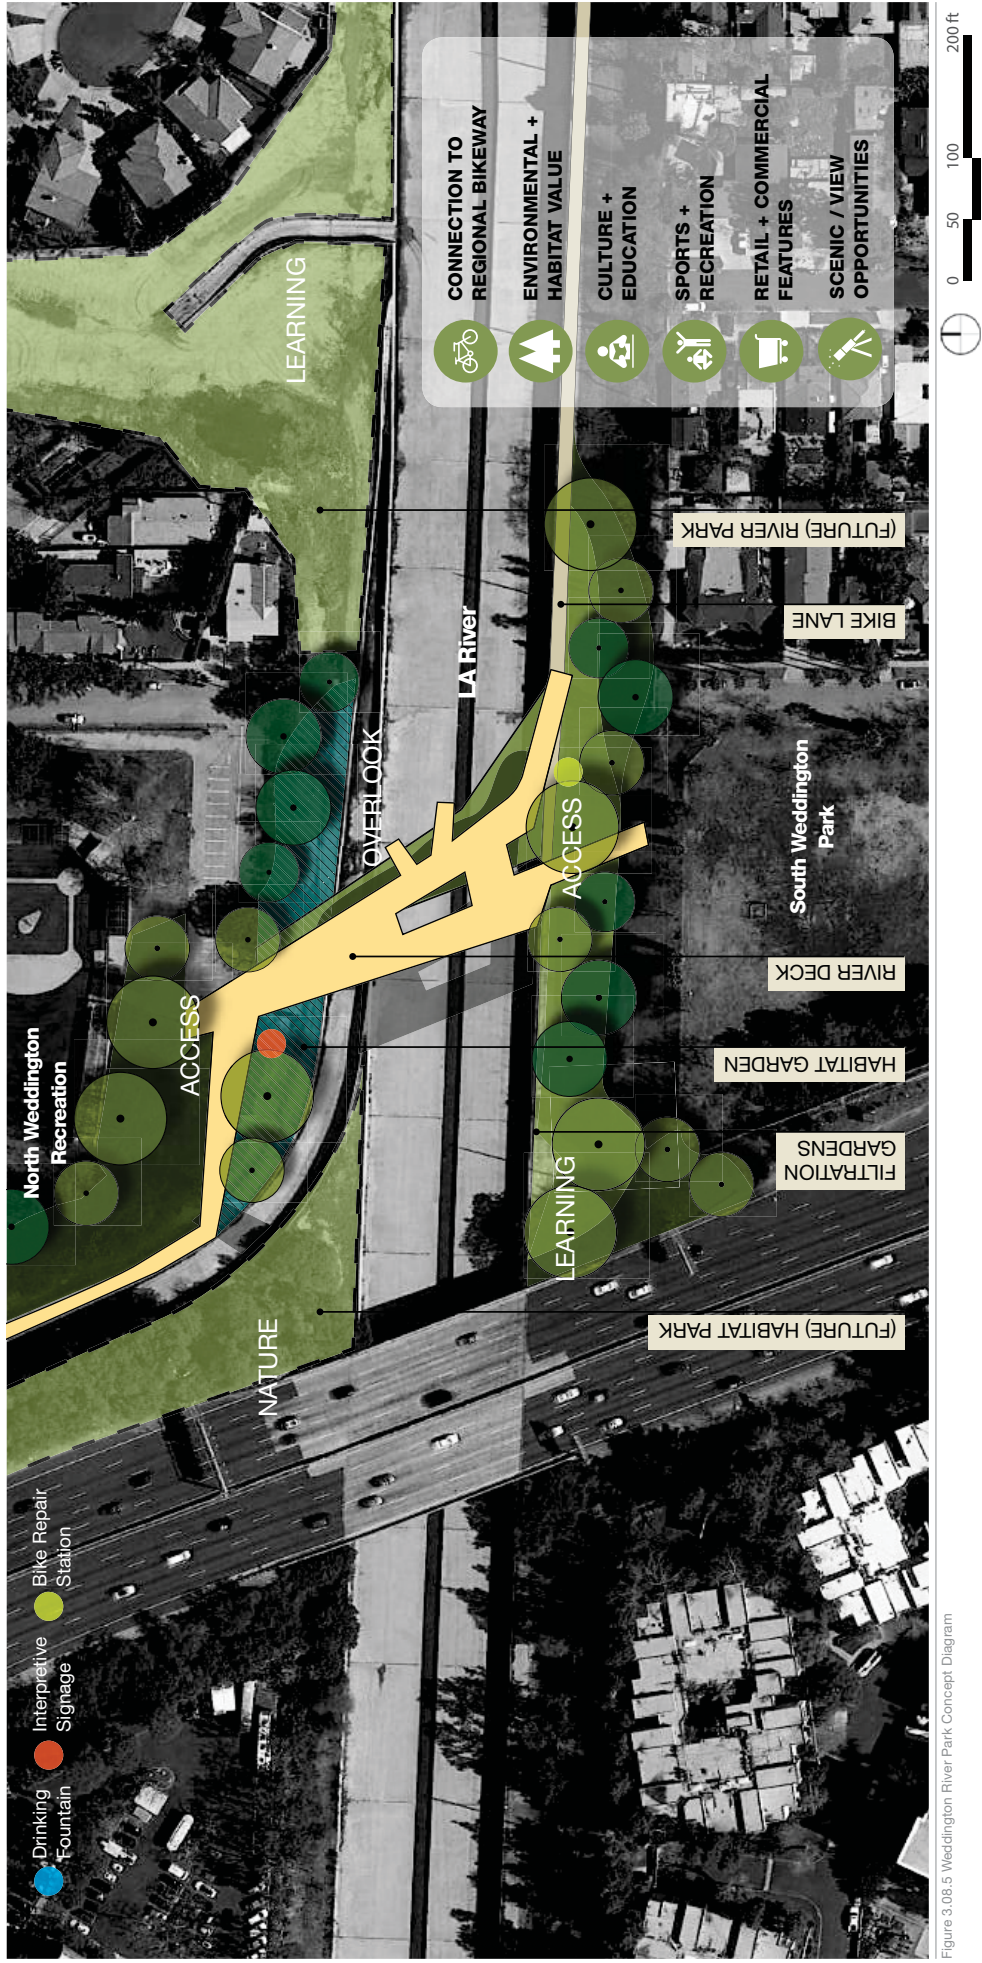 Drinking
Fountain
Interpretive
Signage
Bike Repair
Station
North Weddington
Recreation
NATURE
ACCESS
OVERLOOK
LEARNING
LA River
LEARNING
ACCESS
South Weddington
Park
(FUTURE) HABITAT PARK
FILTRATION
GARDENS
HABITAT GARDEN
RIVER DECK
BIKE LANE
(FUTURE) RIVER PARK
CONNECTION TO
REGIONAL BIKEWAY
ENVIRONMENTAL +
HABITAT VALUE
CULTURE +
EDUCATION
SPORTS +
RECREATION
RETAIL + COMMERCIAL
FEATURES
SCENIC / VIEW
OPPORTUNITIES
Figure 3.08.5 Weddington River Park Concept Diagram
0 50 100 200 ft